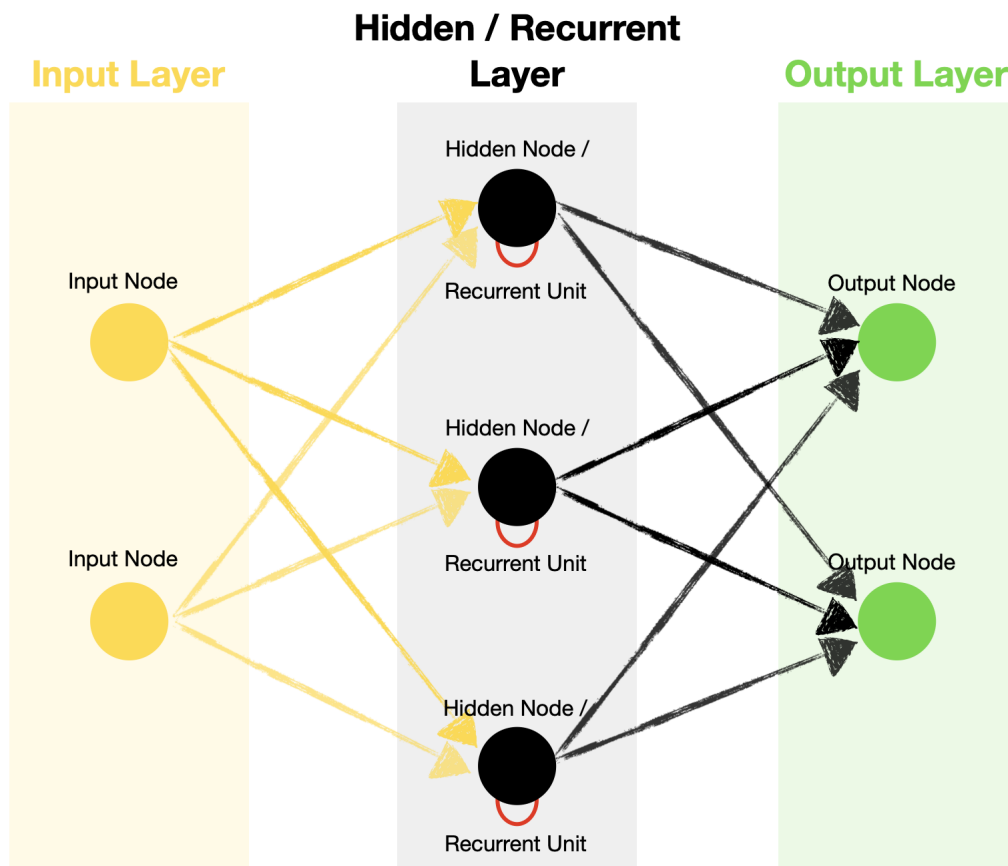 Hidden / Recurrent
Layer
Input Layer
Output Layer
Hidden Node /
Recurrent Unit
Input Node
Output Node
Hidden Node /
Recurrent Unit
Input Node
Output Node
Hidden Node /
Recurrent Unit